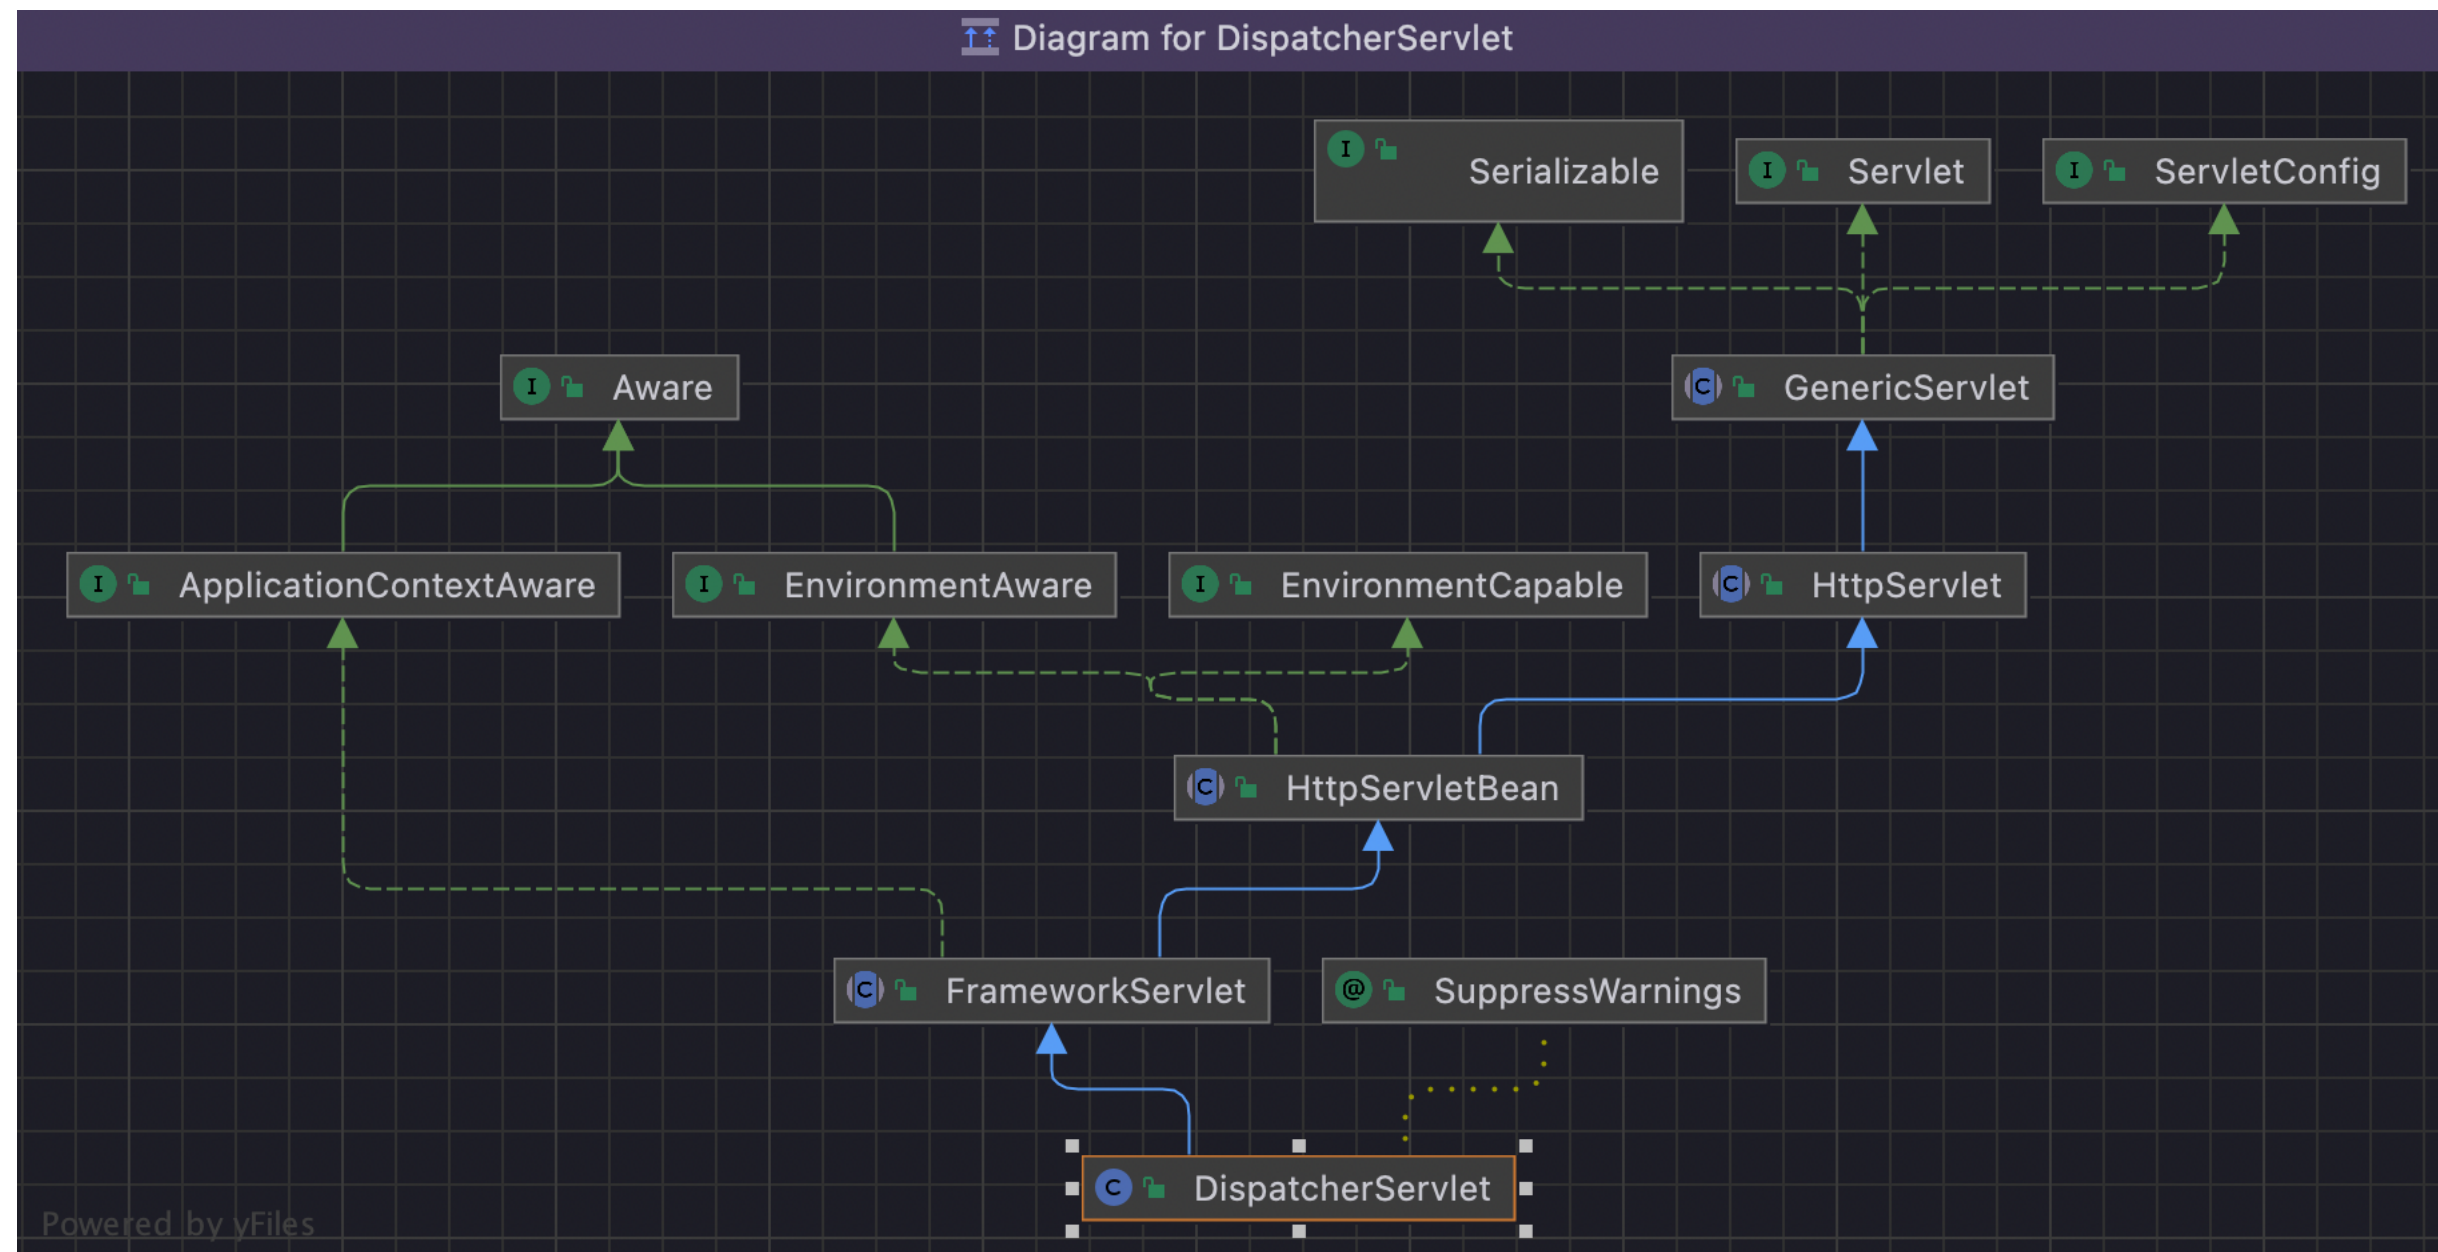 Diagram for DispatcherServlet
I Serializable
I Servlet
I ServletConfig
I Aware
C GenericServlet
I ApplicationContextAware
I EnvironmentAware
I EnvironmentCapable
C HttpServlet
C HttpServletBean
C FrameworkServlet
@ SuppressWarnings
C DispatcherServlet
Powered by yFiles